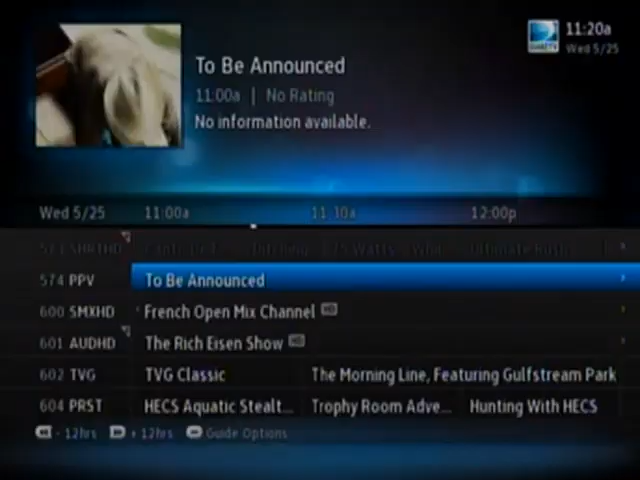 To Be Announced
11:00a | No Rating
No information available.
11:20a
Wed 5/25
Wed 5/25 11:00a 11:30a 12:00p
574 PPV To Be Announced
600 SMXHD French Open Mix Channel HD
601 AUDHD The Rich Eisen Show HD
602 TVG TVG Classic The Morning Line, Featuring Gulfstream Park
604 PRST HECS Aquatic Stealt... Trophy Room Adve... Hunting With HECS
- 12hrs + 12hrs Guide Options